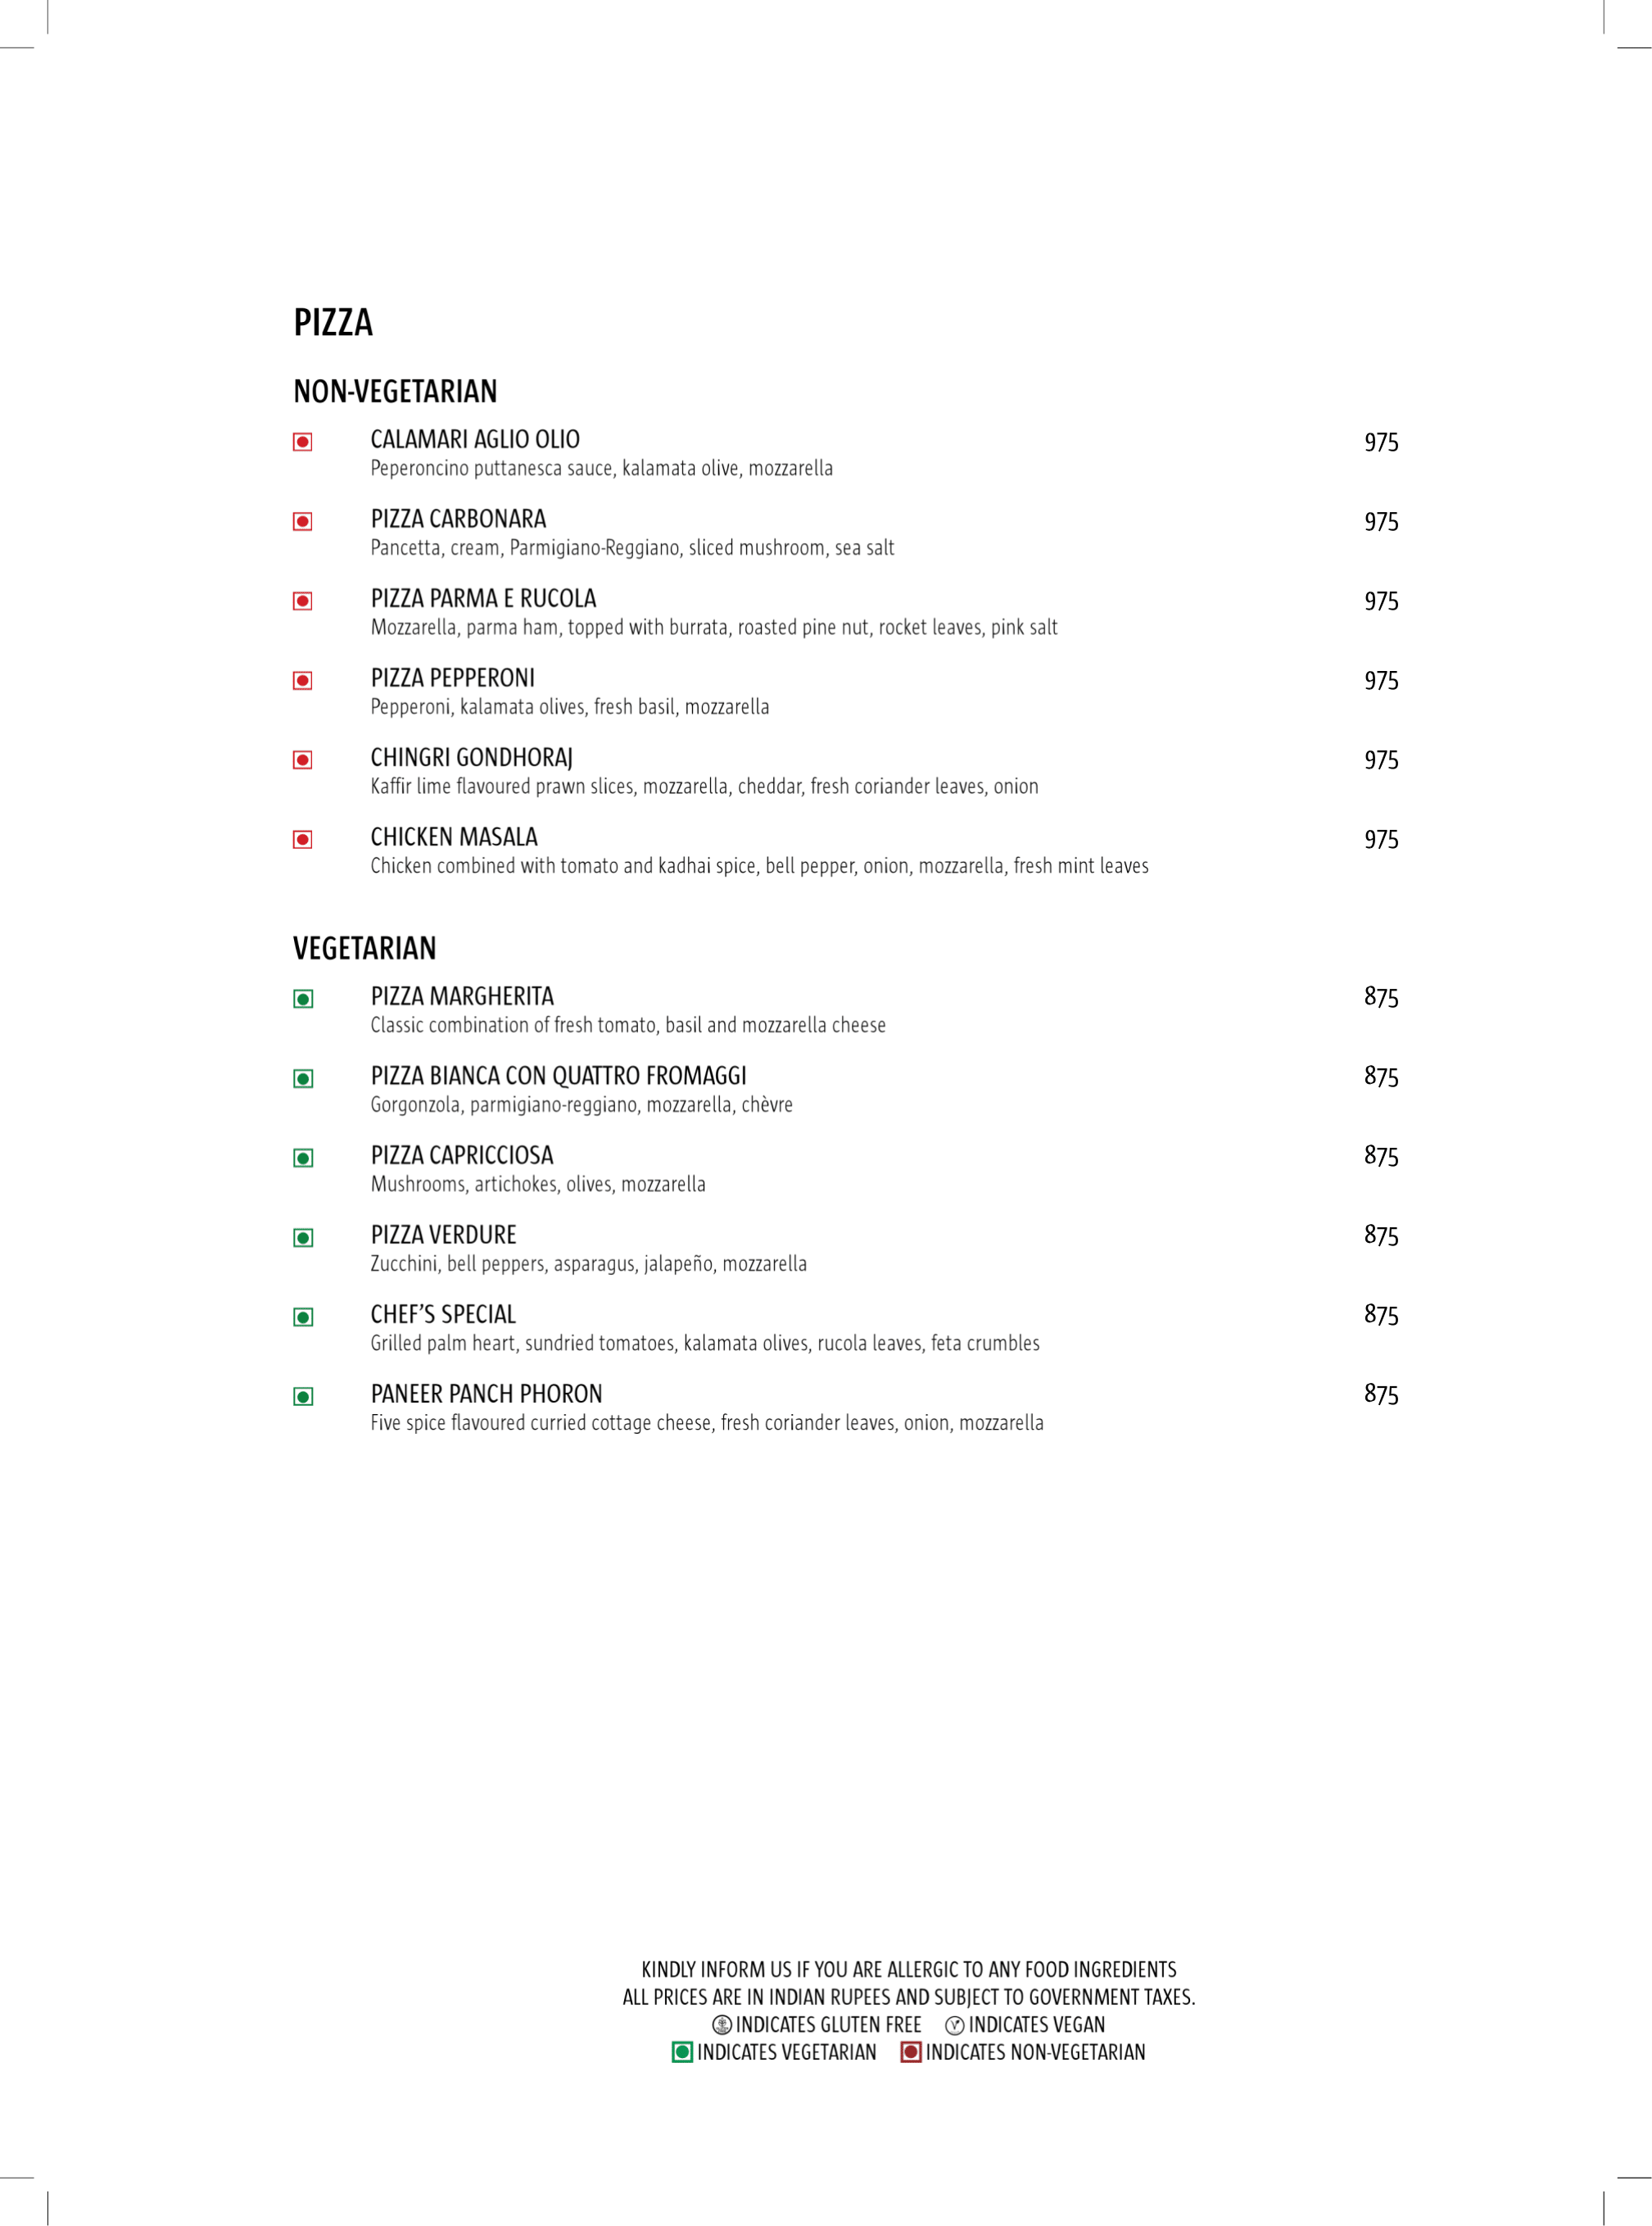 PIZZA
NON-VEGETARIAN
CALAMARI AGLIO OLIO 975
Peperoncino puttanesca sauce, kalamata olive, mozzarella
PIZZA CARBONARA 975
Pancetta, cream, Parmigiano-Reggiano, sliced mushroom, sea salt
PIZZA PARMA E RUCOLA 975
Mozzarella, parma ham, topped with burrata, roasted pine nut, rocket leaves, pink salt
PIZZA PEPPERONI 975
Pepperoni, kalamata olives, fresh basil, mozzarella
CHINGRI GONDHORAJ 975
Kaffir lime flavoured prawn slices, mozzarella, cheddar, fresh coriander leaves, onion
CHICKEN MASALA 975
Chicken combined with tomato and kadhai spice, bell pepper, onion, mozzarella, fresh mint leaves
VEGETARIAN
PIZZA MARGHERITA 875
Classic combination of fresh tomato, basil and mozzarella cheese
PIZZA BIANCA CON QUATTRO FROMAGGI 875
Gorgonzola, parmigiano-reggiano, mozzarella, chèvre
PIZZA CAPRICCIOSA 875
Mushrooms, artichokes, olives, mozzarella
PIZZA VERDURE 875
Zucchini, bell peppers, asparagus, jalapeño, mozzarella
CHEF'S SPECIAL 875
Grilled palm heart, sundried tomatoes, kalamata olives, rucola leaves, feta crumbles
PANEER PANCH PHORON 875
Five spice flavoured curried cottage cheese, fresh coriander leaves, onion, mozzarella
KINDLY INFORM US IF YOU ARE ALLERGIC TO ANY FOOD INGREDIENTS
ALL PRICES ARE IN INDIAN RUPEES AND SUBJECT TO GOVERNMENT TAXES.
INDICATES GLUTEN FREE INDICATES VEGAN
INDICATES VEGETARIAN INDICATES NON-VEGETARIAN